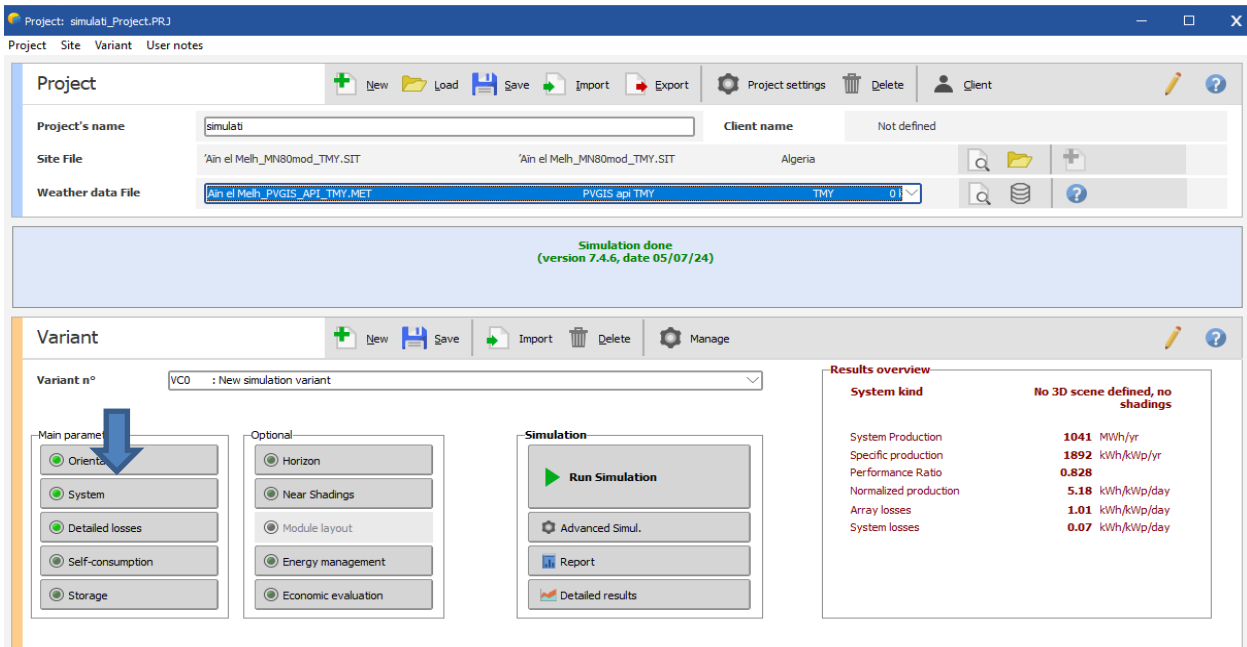 Project: simulati_Project.PRJ
Project Site Variant User notes
Project New Load Save Import Export Project settings Delete Client
Project's name simulati Client name Not defined
Site File 'Ain el Melh_MN80mod_TMY.SIT 'Ain el Melh_MN80mod_TMY.SIT Algeria
Weather data File Ain el Melh_PVGIS_API_TMY.MET PVGIS api TMY TMY 0
Simulation done
(version 7.4.6, date 05/07/24)
Variant New Save Import Delete Manage
Variant n° VC0 : New simulation variant
Results overview
System kind No 3D scene defined, no
shadings
Main Optional Simulation
Horizon
Run Simulation
System Near Shadings
Detailed losses Module layout Advanced Simul.
Self-consumption Energy management Report
Storage Economic evaluation Detailed results
System Production 1041 MWh/yr
Specific production 1892 kWh/kWp/yr
Performance Ratio 0.828
Normalized production 5.18 kWh/kWp/day
Array losses 1.01 kWh/kWp/day
System losses 0.07 kWh/kWp/day